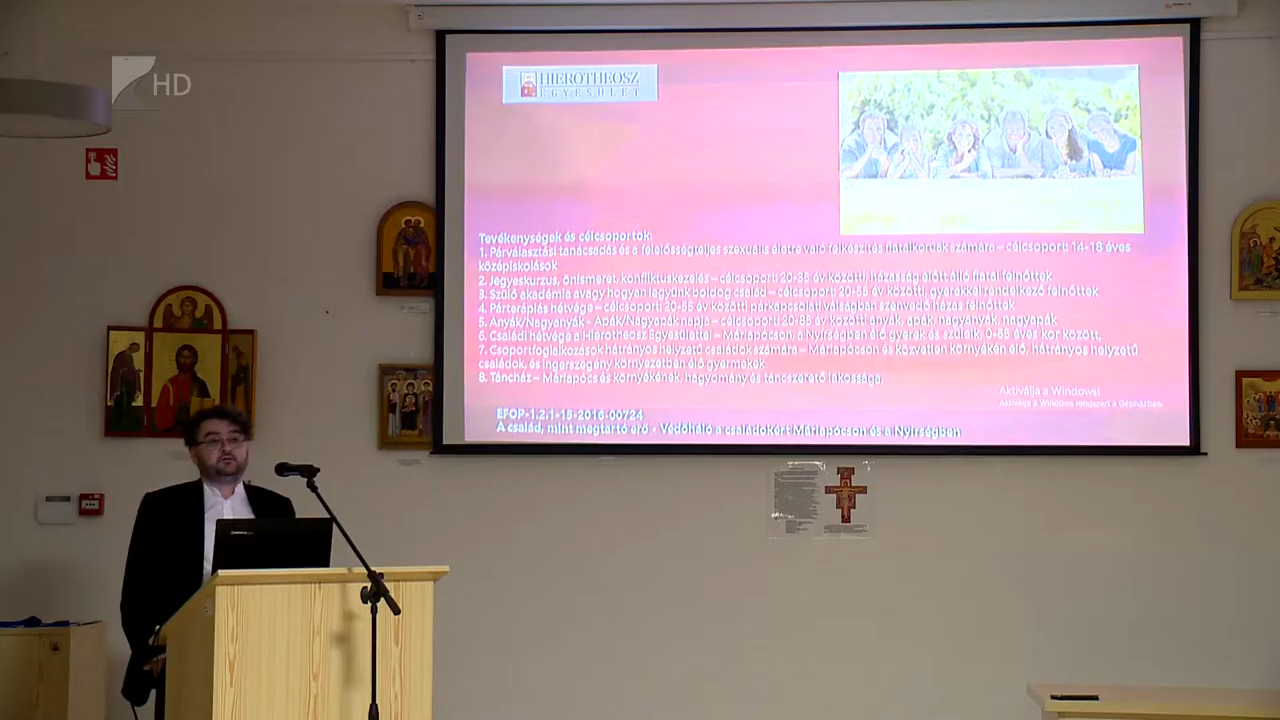 HD
HIEROTHEOSZ
EGYESÜLET
Tevékenységek és célcsoportok:
1. Párválasztási tanácsadás és a felelősségteljes szexuális életre való felkészítés fiatalkorúak számára – célcsoport: 14-18 éves
középiskolások
2. Jegyeskurzus, önismeret, konfliktuskezelés – célcsoport: 20-35 év közötti, házasság előtt álló fiatal felnőttek
3. Szülő akadémia avagy hogyan legyünk boldog család – célcsoport: 20-55 év közötti, gyerekkel rendelkező felnőttek
4. Párterápiás hétvége – célcsoport: 20-55 év közötti párkapcsolati válságban szenvedő házas felnőttek
5. Anyák/Nagyanyák - Apák/Nagyapák napja – célcsoport: 20-85 év közötti anyák, apák, nagyanyák, nagyapák
6. Családi hétvége a Hierotheosz Egyesülettel – Máriapócson, a Nyírségben élő gyerek és szüleik, 0-55 éves kor között,
7. Csoportfoglalkozások hátrányos helyzetű családok számára – Máriapócson és közvetlen környékén élő, hátrányos helyzetű
családok, és ingerszegény környezetben élő gyermekek
8. Táncház – Máriapócs és környékének, hagyomány és táncszerető lakossága.
Aktiválja a Windowst
Aktiválja a Windows rendszert a Gépházban.
EFOP-1.2.1-15-2016-00724
A család, mint megtartó erő - Védőháló a családokért Máriapócson és a Nyírségben